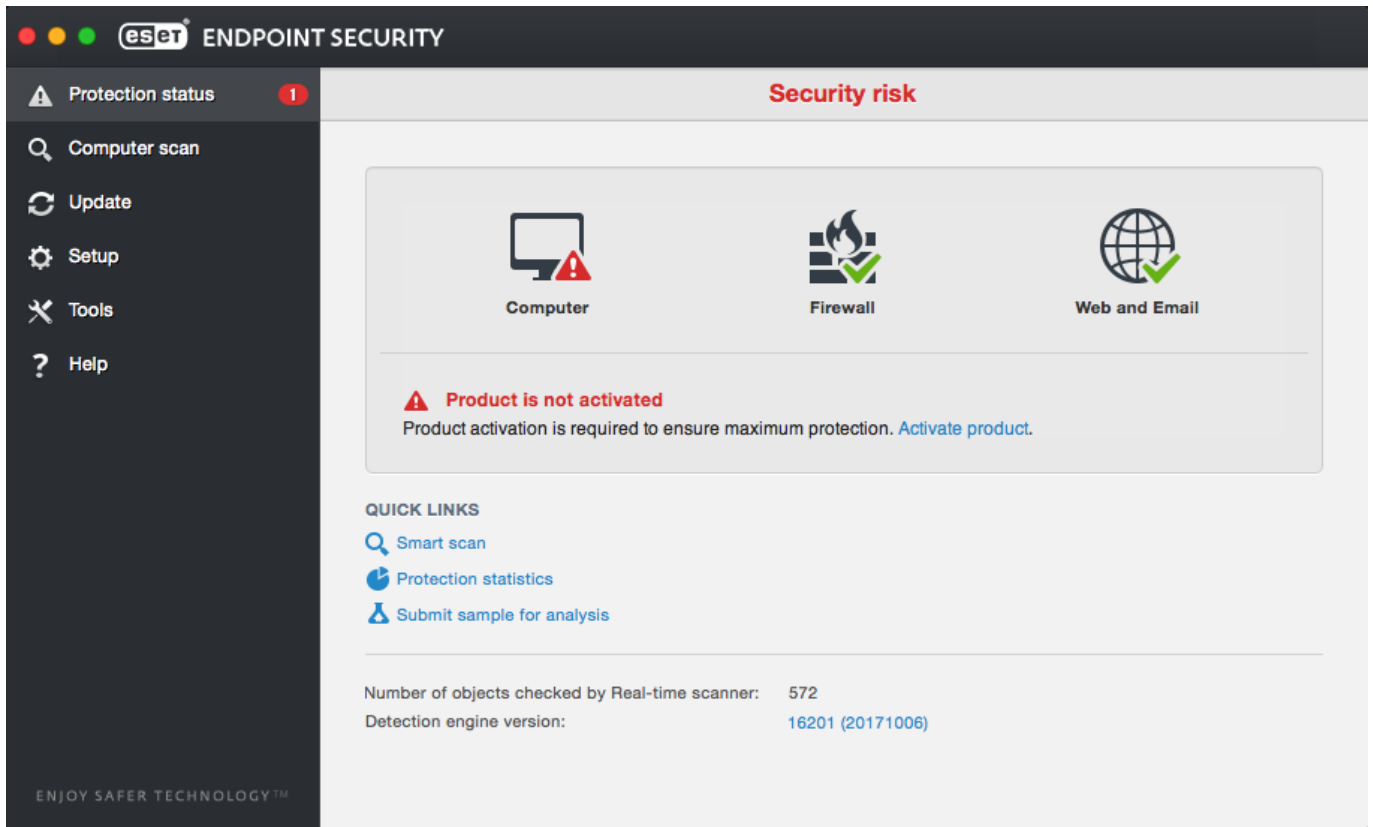 eset ENDPOINT SECURITY
Protection status 1
Security risk
Computer scan
Update
Setup
Tools
Help
Computer
Firewall
Web and Email
Product is not activated
Product activation is required to ensure maximum protection. Activate product.
QUICK LINKS
Smart scan
Protection statistics
Submit sample for analysis
Number of objects checked by Real-time scanner: 572
Detection engine version: 16201 (20171006)
ENJOY SAFER TECHNOLOGY™